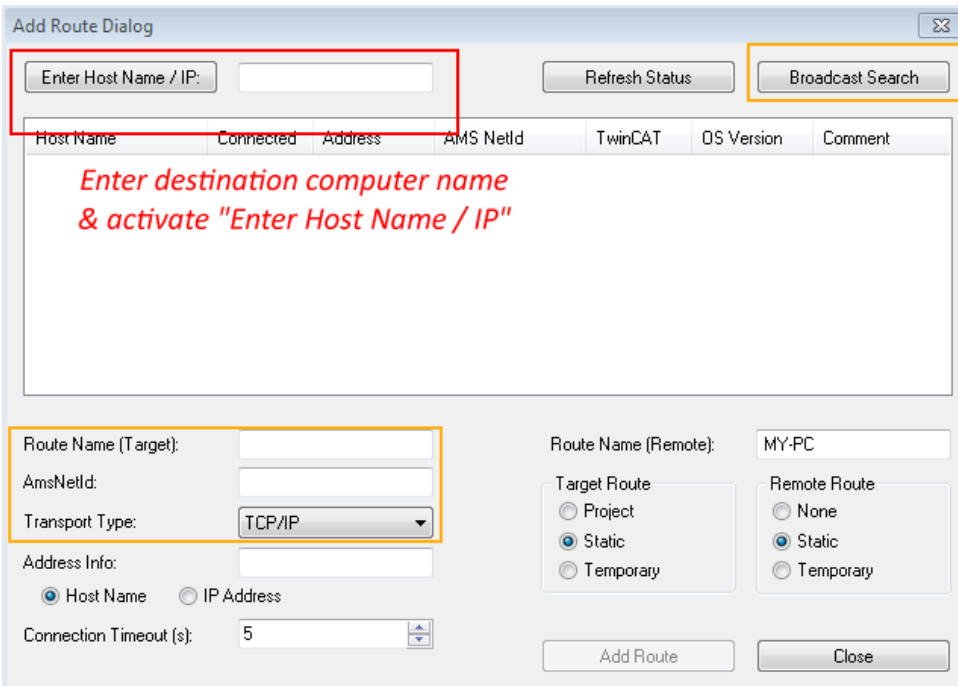 Add Route Dialog
Enter Host Name / IP: Refresh Status Broadcast Search
Host Name Connected Address AMS NetId TwinCAT OS Version Comment
Enter destination computer name
& activate "Enter Host Name / IP"
Route Name (Target): Route Name (Remote): MY-PC
AmsNetId: Target Route Remote Route
Project None
Transport Type: TCP/IP
Static Static
Address Info:
Temporary Temporary
Host Name IP Address
Connection Timeout (s): 5
Add Route Close